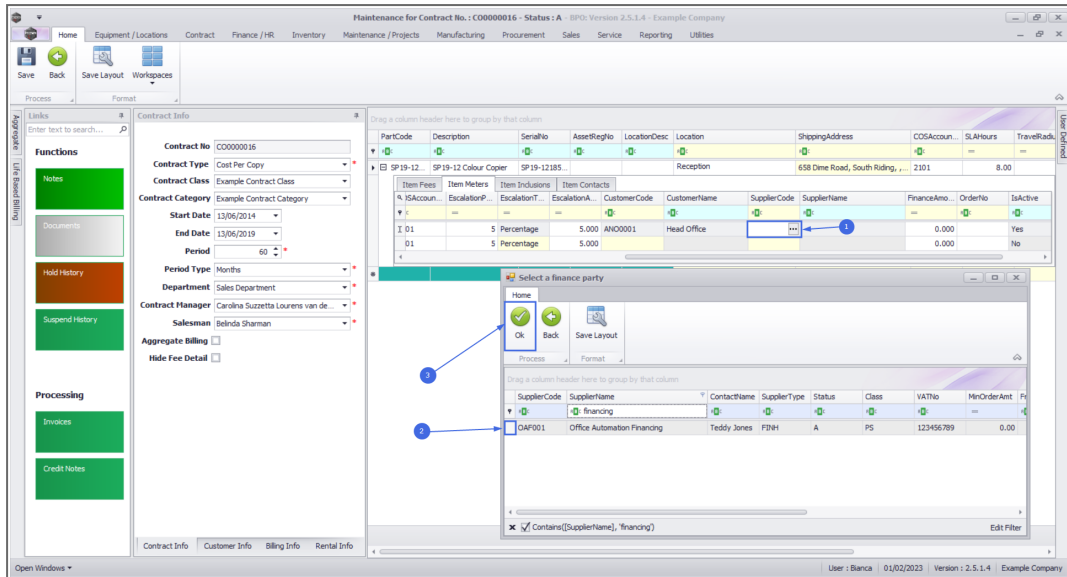 Maintenance for Contract No. : CO0000016 - Status : A - BPO: Version 2.5.1.4 - Example Company
Home Equipment / Locations Contract Finance / HR Inventory Maintenance / Projects Manufacturing Procurement Sales Service Reporting Utilities
Save Back Save Layout Workspaces
Process Format
Aggregate
Life Based Billing
Links
Enter text to search...
Functions
Notes
Documents
Hold History
Suspend History
Processing
Invoices
Credit Notes
Contract Info
Contract No CO0000016
Contract Type Cost Per Copy *
Contract Class Example Contract Class
Contract Category Example Contract Category
Start Date 13/06/2014
End Date 13/06/2019
Period 60 *
Period Type Months *
Department Sales Department *
Contract Manager Carolina Suzzetta Lourens van de... *
Salesman Belinda Sharman *
Aggregate Billing
Hide Fee Detail
Contract Info Customer Info Billing Info Rental Info
Drag a column header here to group by that column
PartCode Description SerialNo AssetRegNo LocationDesc Location ShippingAddress COSAccoun... SLAHours TravelRadiu
SP19-12... SP19-12 Colour Copier SP19-12185... Reception 658 Dime Road, South Riding, ,... 2101 8.00
Item Fees Item Meters Item Inclusions Item Contacts
ISAccoun... EscalationP... EscalationT... EscalationA... CustomerCode CustomerName SupplierCode SupplierName FinanceAmo... OrderNo IsActive
01 5 Percentage 5.000 ANO0001 Head Office ... 0.000 Yes
01 5 Percentage 5.000 0.000 No
1
User Defined
Select a finance party
Home
Ok Back Save Layout
Process Format
3
Drag a column header here to group by that column
SupplierCode SupplierName ContactName SupplierType Status Class VATNo MinOrderAmt
financing
2
OAF001 Office Automation Financing Teddy Jones FINH A PS 123456789 0.00
Contains([SupplierName], 'financing') Edit Filter
Open Windows User : Bianca 01/02/2023 Version : 2.5.1.4 Example Company